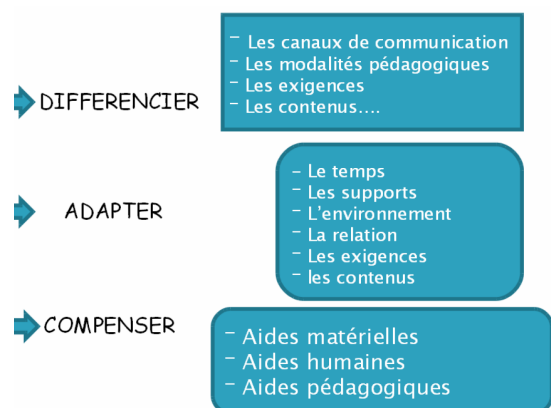 DIFFERENCIER
– Les canaux de communication
– Les modalités pédagogiques
– Les exigences
– Les contenus….
ADAPTER
– Le temps
– Les supports
– L'environnement
– La relation
– Les exigences
– les contenus
COMPENSER
– Aides matérielles
– Aides humaines
– Aides pédagogiques